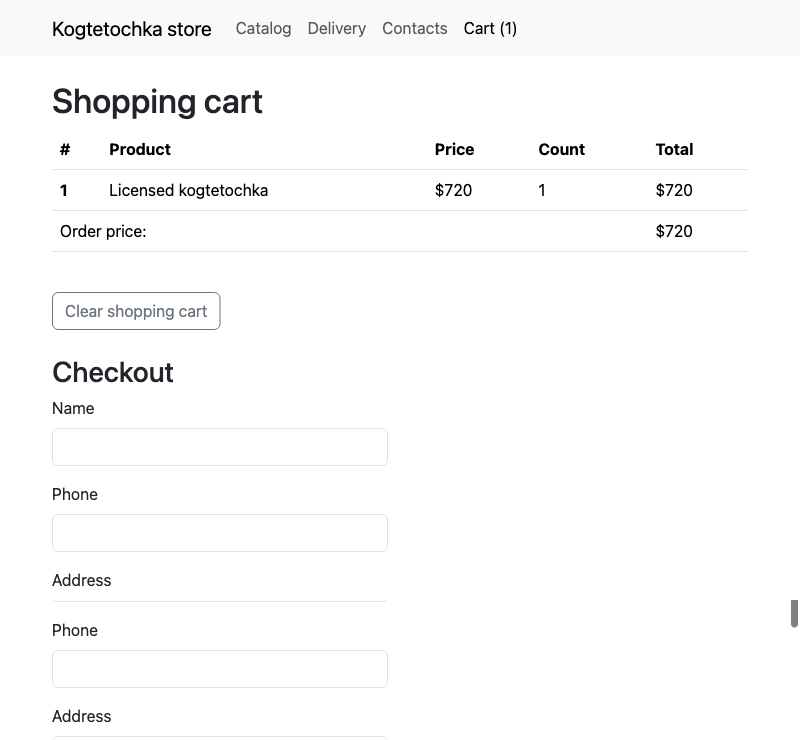 Kogtetochka store Catalog Delivery Contacts Cart (1)
Shopping cart
# Product Price Count Total
1 Licensed kogtetochka $720 1 $720
Order price: $720
Clear shopping cart
Checkout
Name
Phone
Address
Phone
Address